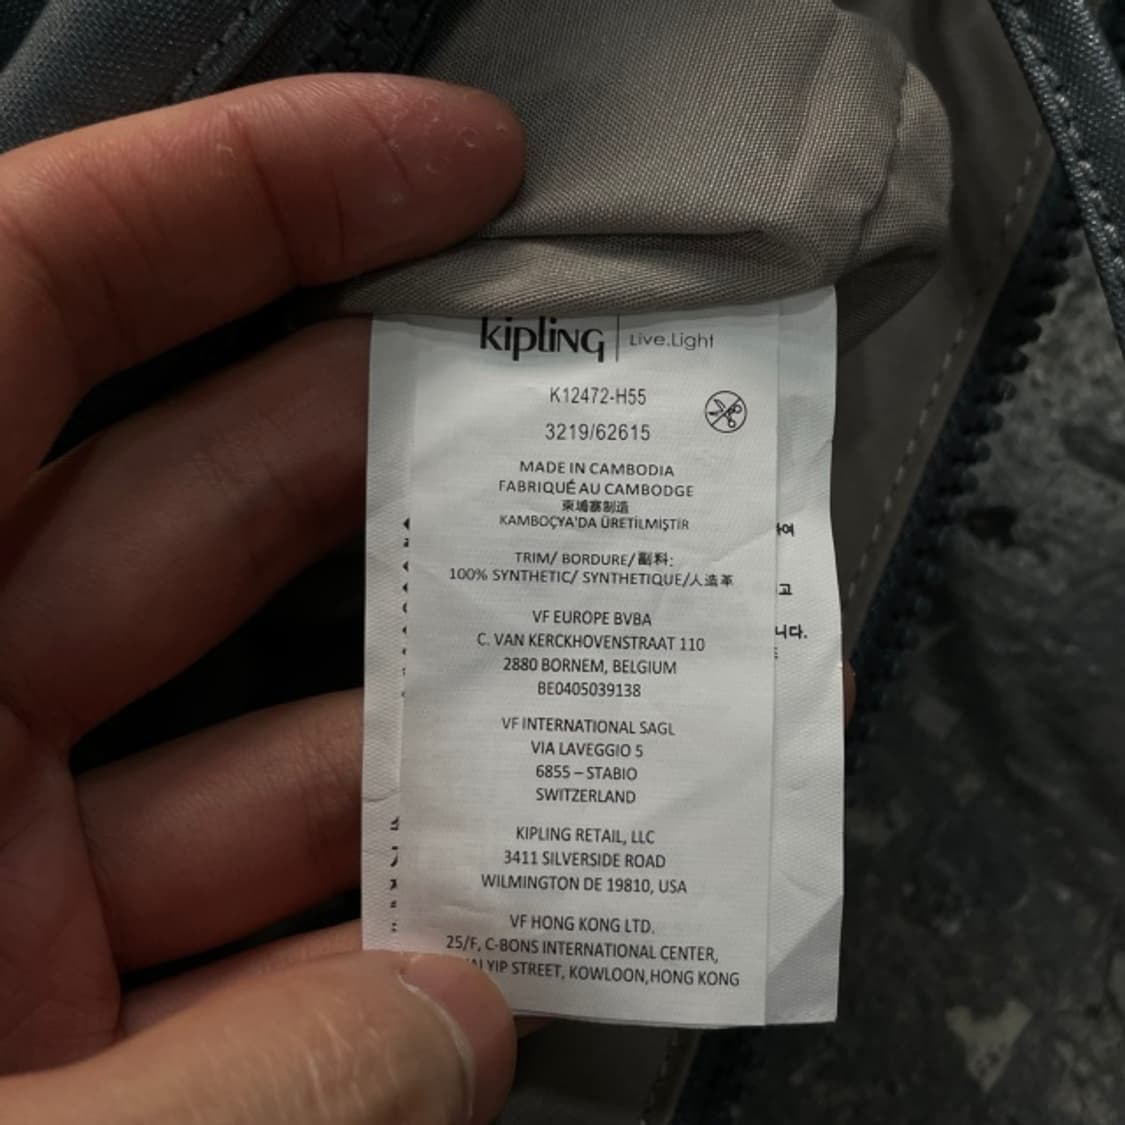 kipling | Live.Light
K12472-H55
3219/62615
MADE IN CAMBODIA
FABRIQUÉ AU CAMBODGE
柬埔寨制造
KAMBOÇYA'DA ÜRETİLMİŞTİR
TRIM/ BORDURE/副料:
100% SYNTHETIC/ SYNTHETIQUE/人造革
VF EUROPE BVBA
C. VAN KERCKHOVENSTRAAT 110
2880 BORNEM, BELGIUM
BE0405039138
VF INTERNATIONAL SAGL
VIA LAVEGGIO 5
6855 – STABIO
SWITZERLAND
KIPLING RETAIL, LLC
3411 SILVERSIDE ROAD
WILMINGTON DE 19810, USA
VF HONG KONG LTD.
25/F, C-BONS INTERNATIONAL CENTER,
YIP STREET, KOWLOON,HONG KONG